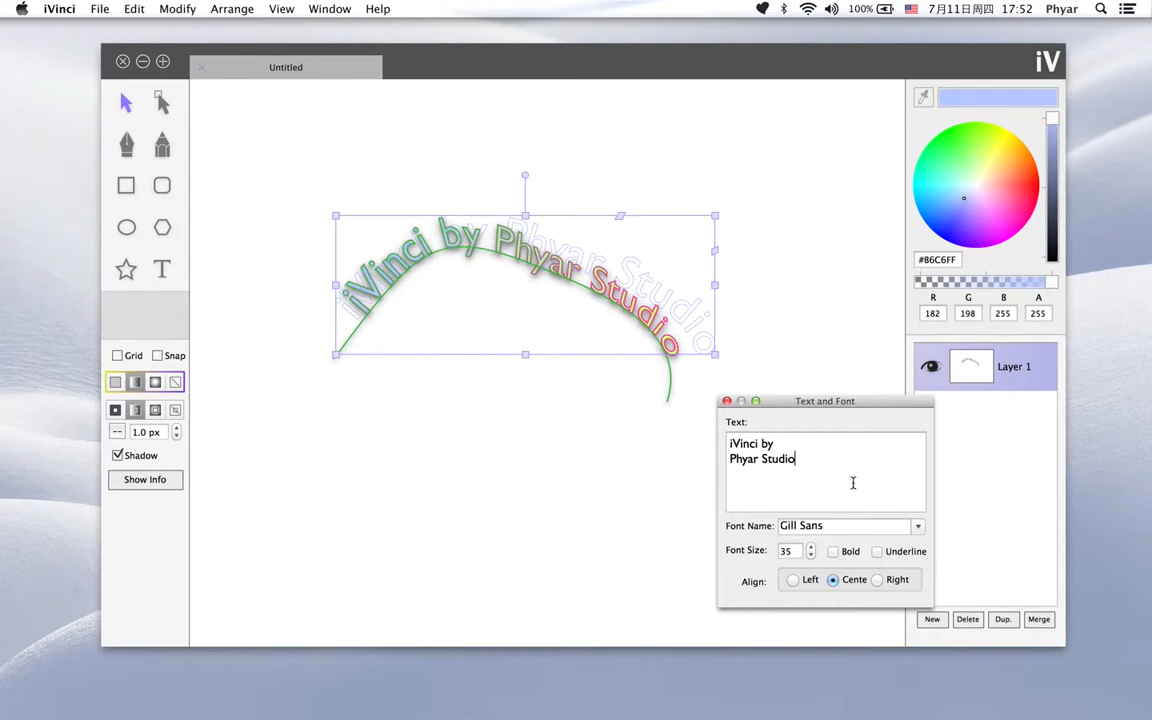 iVinci File Edit Modify Arrange View Window Help 100% 7月11日周四 17:52 Phyar
Untitled
iV
iVinci by Phyar Studio
#B6C6FF
R G B A
182 198 255 255
Grid Snap
Layer 1
1.0 px
Shadow
Show Info
Text and Font
Text:
iVinci by
Phyar Studio
Font Name: Gill Sans
Font Size: 35 Bold Underline
Align: Left Cente Right
New Delete Dup. Merge